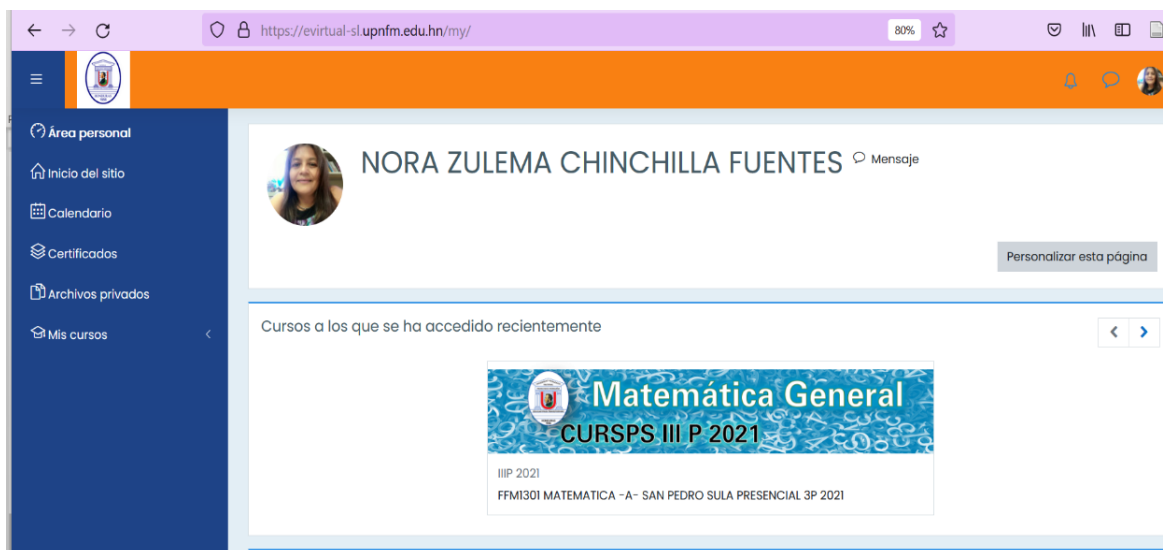 https://evirtual-sl.upnfm.edu.hn/my/
80%
Área personal
Inicio del sitio
Calendario
Certificados
Archivos privados
Mis cursos
NORA ZULEMA CHINCHILLA FUENTES
Mensaje
Personalizar esta página
Cursos a los que se ha accedido recientemente
Matemática General
CURSPS III P 2021
IIIP 2021
FFM1301 MATEMATICA -A- SAN PEDRO SULA PRESENCIAL 3P 2021